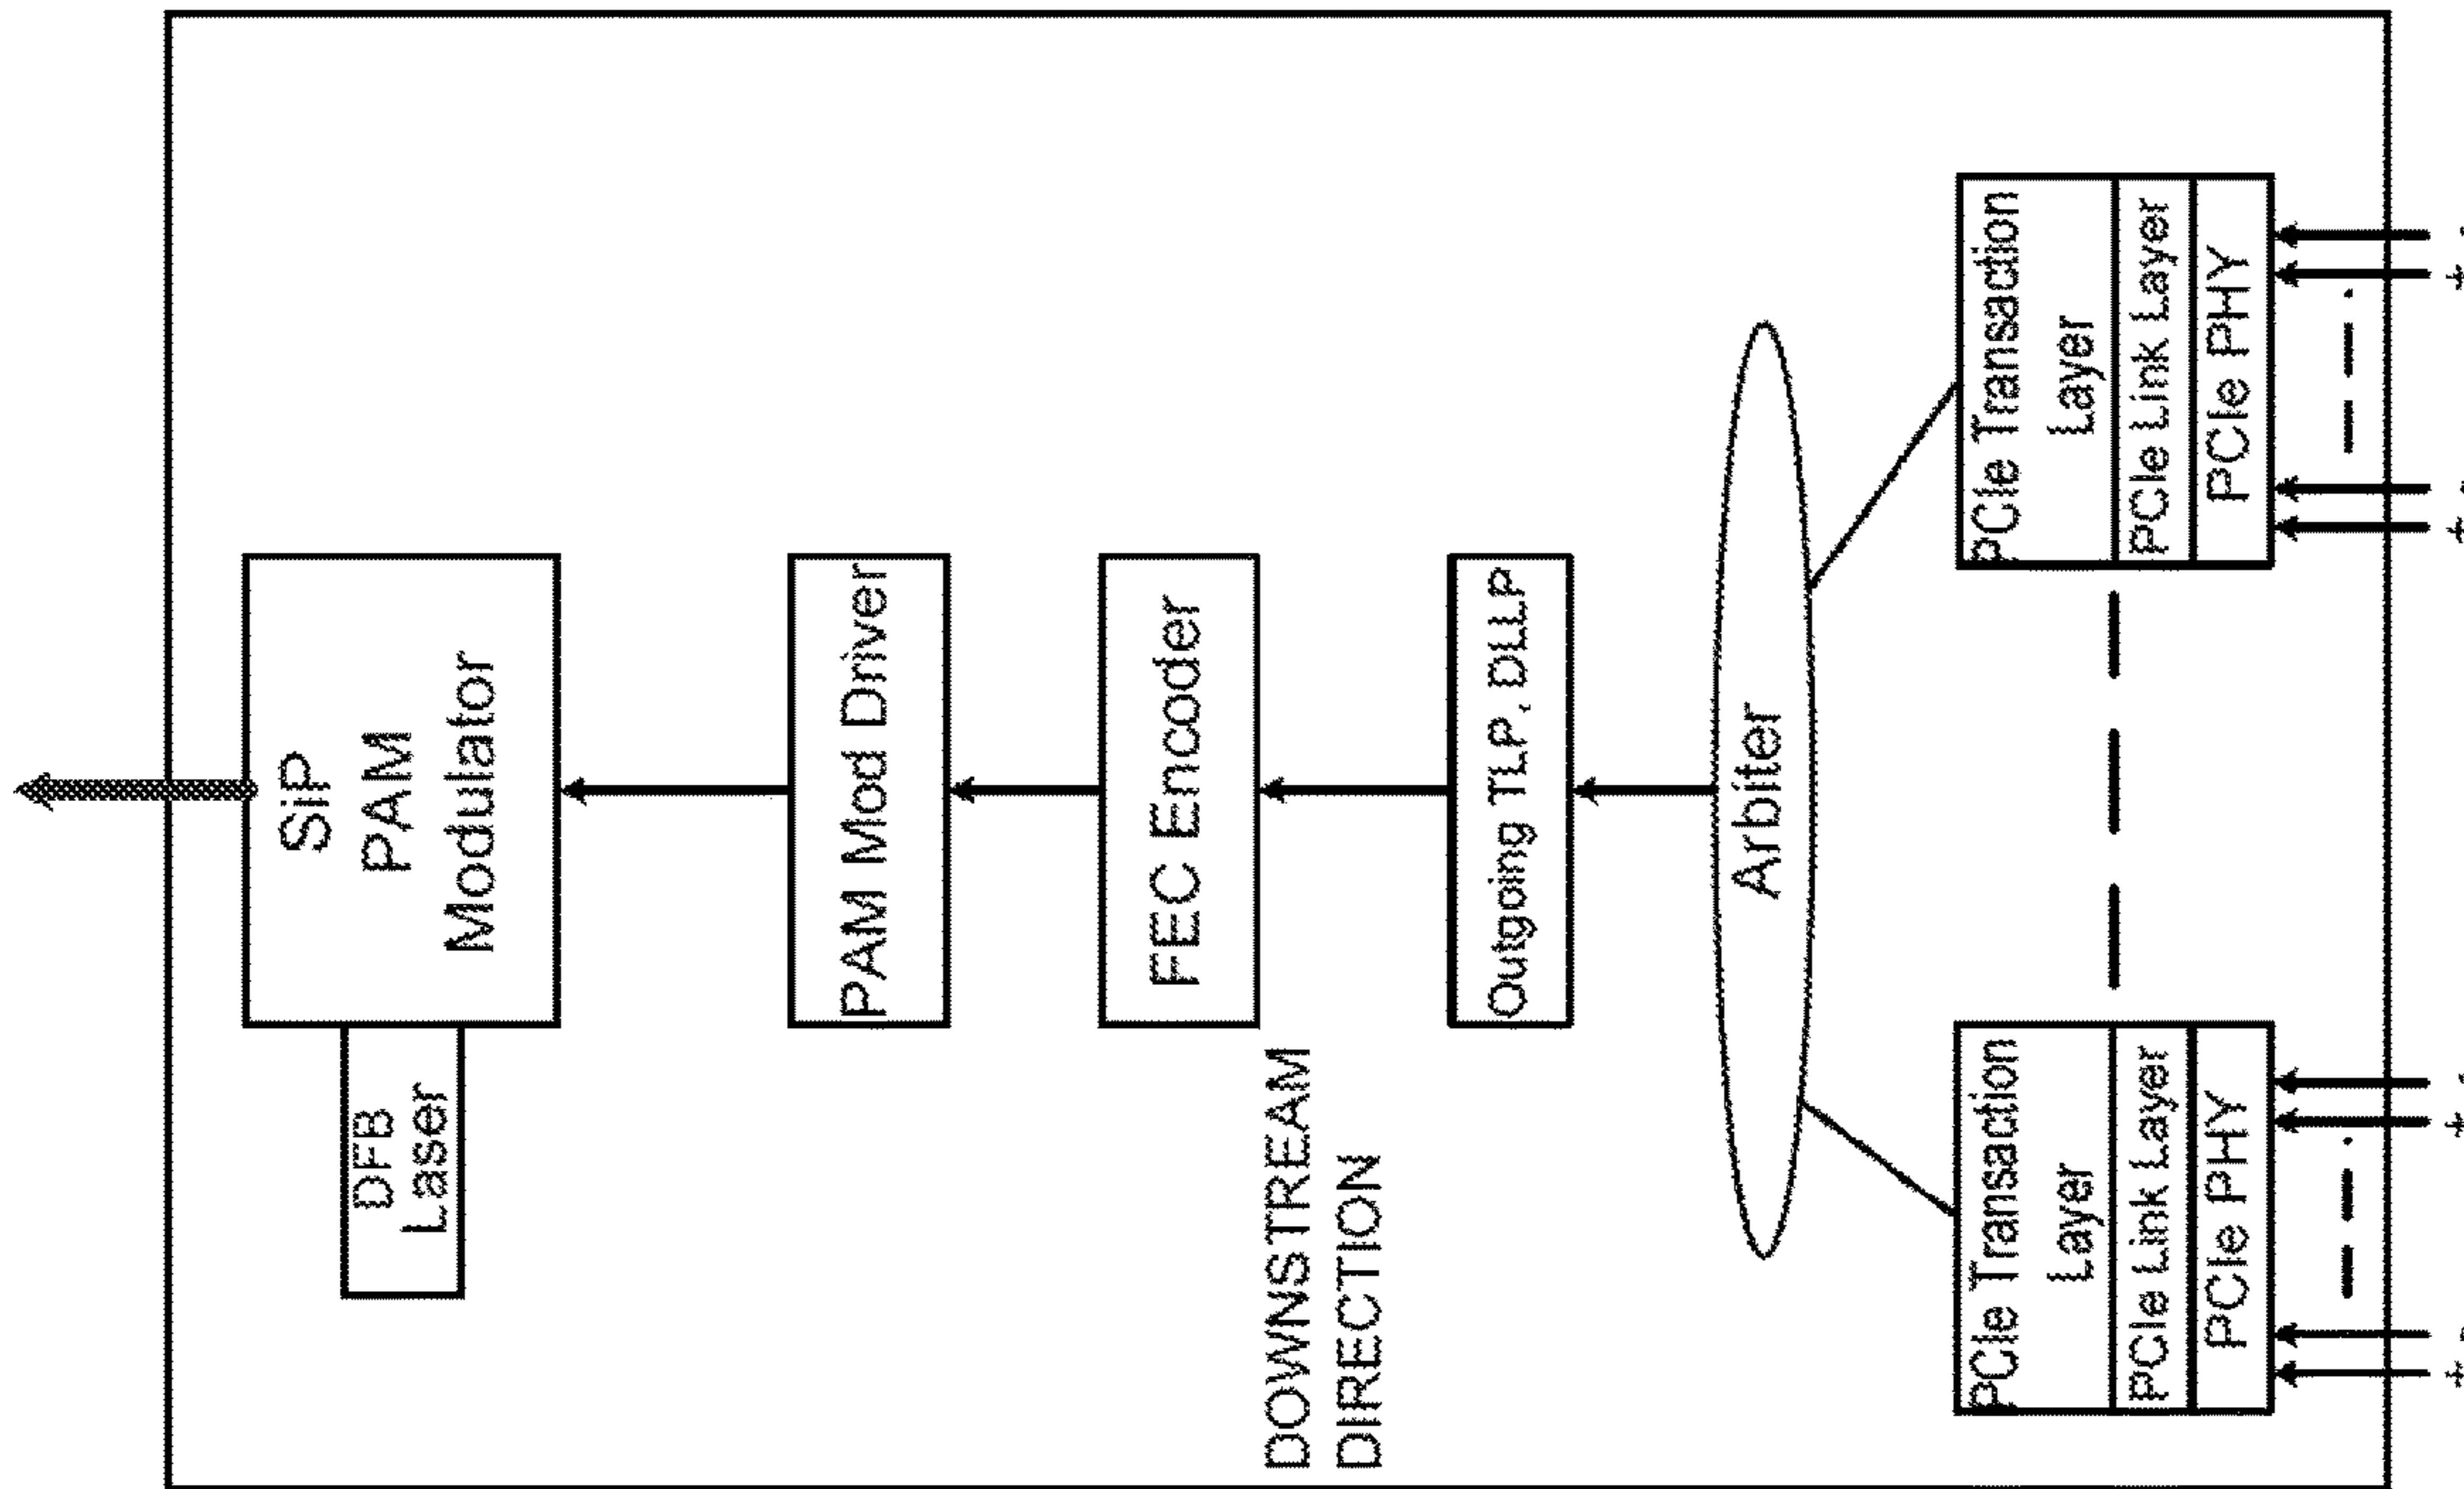 SiP
PAM
Modulator
DFB
Laser
PAM Mod Driver
FEC Encoder
DOWNSTREAM
DIRECTION
Outgoing TLP, DLLP
Arbiter
PCIe Transaction
Layer
PCIe Link Layer
PCIe PHY
PCIe Transaction
Layer
PCIe Link Layer
PCIe PHY